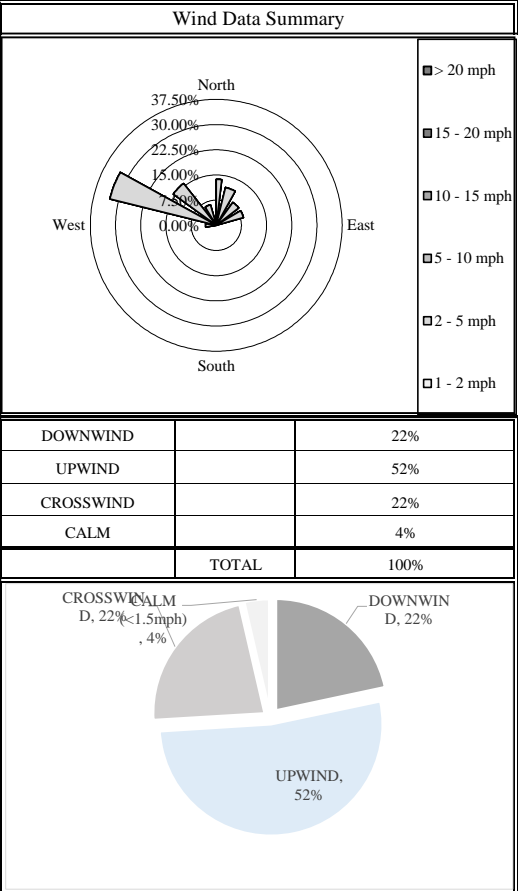 Wind Data Summary
North
37.50%
30.00%
22.50%
15.00%
7.50%
0.00%
West
East
South
> 20 mph
15 - 20 mph
10 - 15 mph
5 - 10 mph
2 - 5 mph
1 - 2 mph
DOWNWIND 22%
UPWIND 52%
CROSSWIND 22%
CALM 4%
TOTAL 100%
CROSSWIN
D, 22%
CALM
(<1.5mph)
, 4%
DOWNWIN
D, 22%
UPWIND,
52%